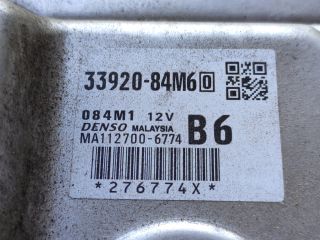 33920-84M60
084M1 12V
DENSO MALAYSIA B6
MA112700-6774
*276774X*